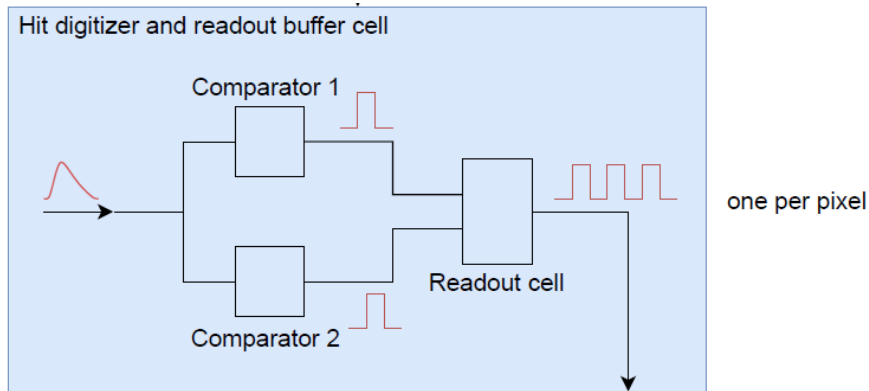 Hit digitizer and readout buffer cell
Comparator 1
one per pixel
Readout cell
Comparator 2